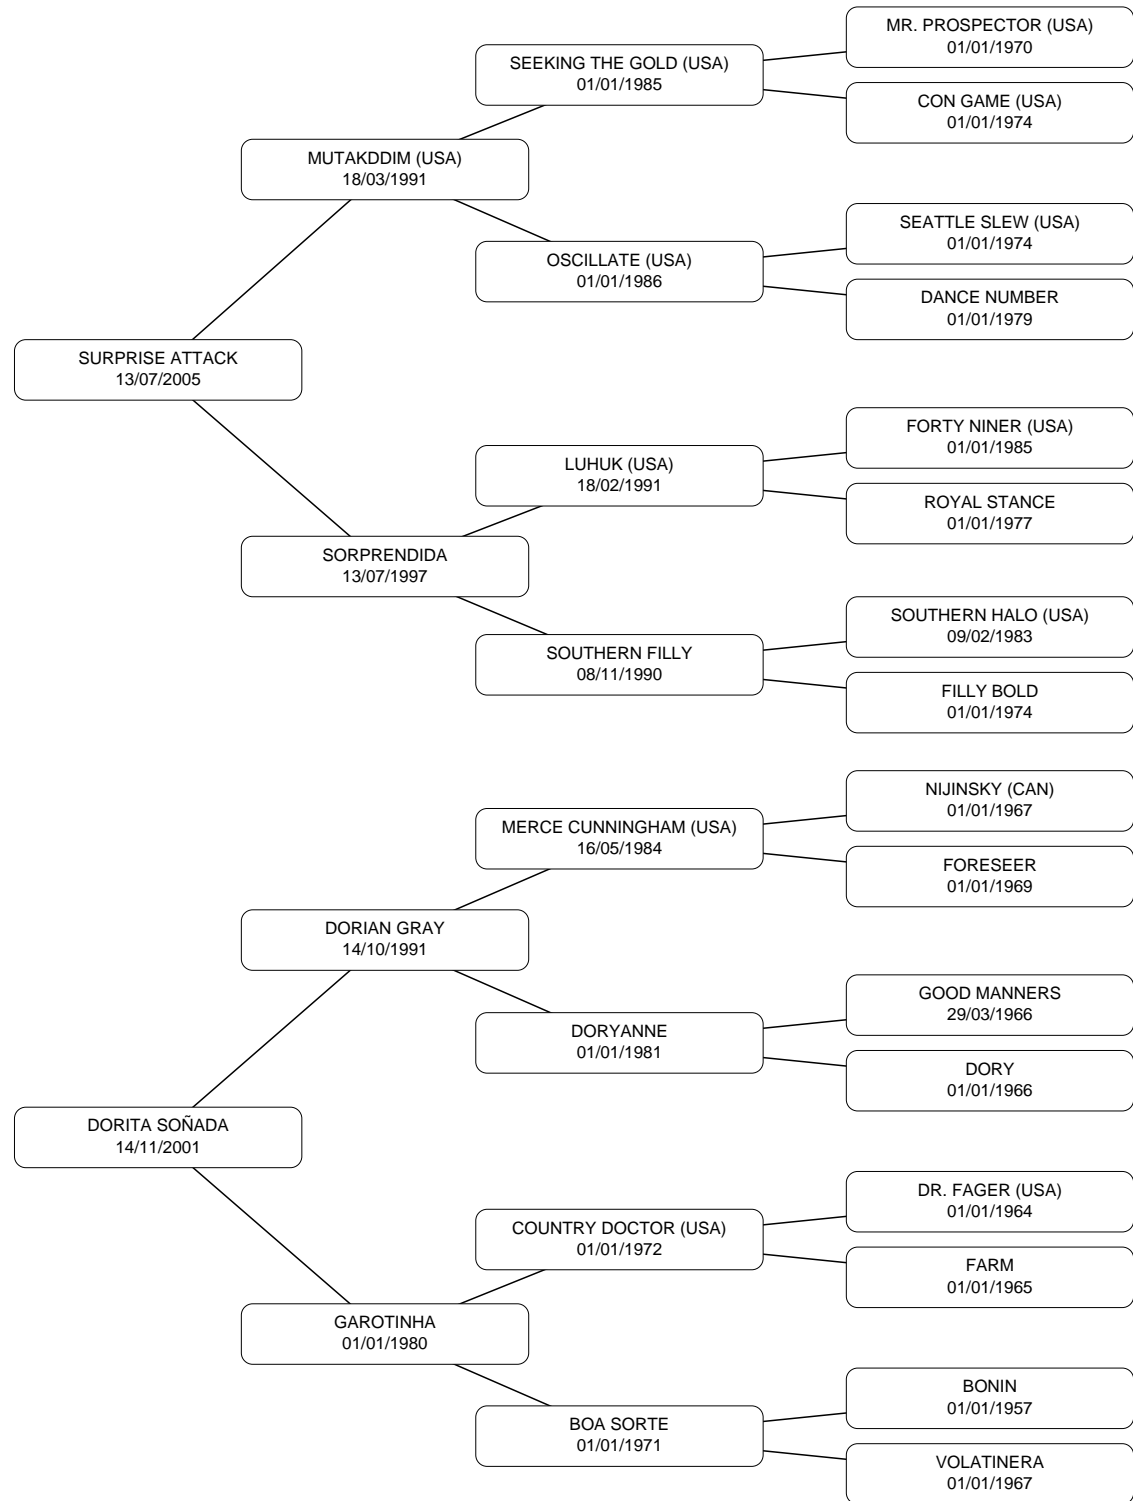 MR. PROSPECTOR (USA)
01/01/1970
SEEKING THE GOLD (USA)
01/01/1985
CON GAME (USA)
01/01/1974
MUTAKDDIM (USA)
18/03/1991
SEATTLE SLEW (USA)
01/01/1974
OSCILLATE (USA)
01/01/1986
DANCE NUMBER
01/01/1979
SURPRISE ATTACK
13/07/2005
FORTY NINER (USA)
01/01/1985
LUHUK (USA)
18/02/1991
ROYAL STANCE
01/01/1977
SORPRENDIDA
13/07/1997
SOUTHERN HALO (USA)
09/02/1983
SOUTHERN FILLY
08/11/1990
FILLY BOLD
01/01/1974
NIJINSKY (CAN)
01/01/1967
MERCE CUNNINGHAM (USA)
16/05/1984
FORESEER
01/01/1969
DORIAN GRAY
14/10/1991
GOOD MANNERS
29/03/1966
DORYANNE
01/01/1981
DORY
01/01/1966
DORITA SOÑADA
14/11/2001
DR. FAGER (USA)
01/01/1964
COUNTRY DOCTOR (USA)
01/01/1972
FARM
01/01/1965
GAROTINHA
01/01/1980
BONIN
01/01/1957
BOA SORTE
01/01/1971
VOLATINERA
01/01/1967